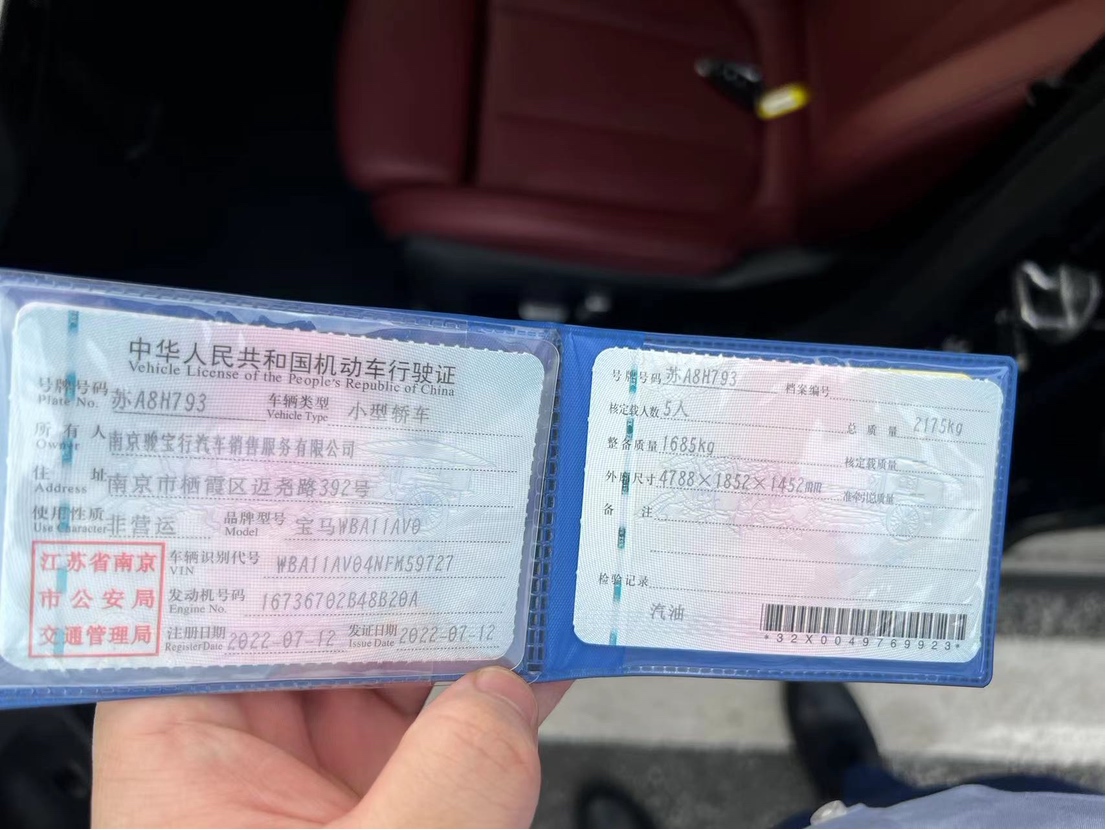 中华人民共和国机动车行驶证
Vehicle License of the People's Republic of China
号牌号码 Plate No. 苏A8H793 车辆类型 Vehicle Type 小型轿车
所有人 Owner 南京骏宝行汽车销售服务有限公司
住址 Address 南京市栖霞区迈尧路392号
使用性质 Use Character 非营运 品牌型号 Model 宝马WBA11AV0
江苏省南京
市公安局
交通管理局
车辆识别代号 VIN WBA11AV04NFM59727
发动机号码 Engine No. 16736702B48B20A
注册日期 Register Date 2022-07-12 发证日期 Issue Date 2022-07-12
号牌号码 苏A8H793 档案编号
核定载人数 5人 总质量 2175kg
整备质量 1685kg 核定载质量
外廓尺寸 4788×1852×1452mm 准牵引总质量
备注
检验记录
汽油
*32X0049769923*